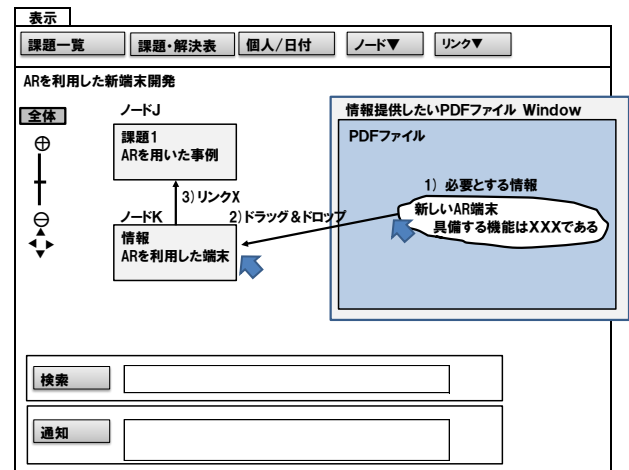 表示
課題一覧 課題・解決表 個人/日付 ノード▼ リンク▼
ARを利用した新端末開発
全体
ノードJ
課題1
ARを用いた事例
3)リンクX
ノードK
情報
ARを利用した端末
2)ドラッグ&ドロップ
情報提供したいPDFファイル Window
PDFファイル
1) 必要とする情報
新しいAR端末
具備する機能はXXXである
検索
通知